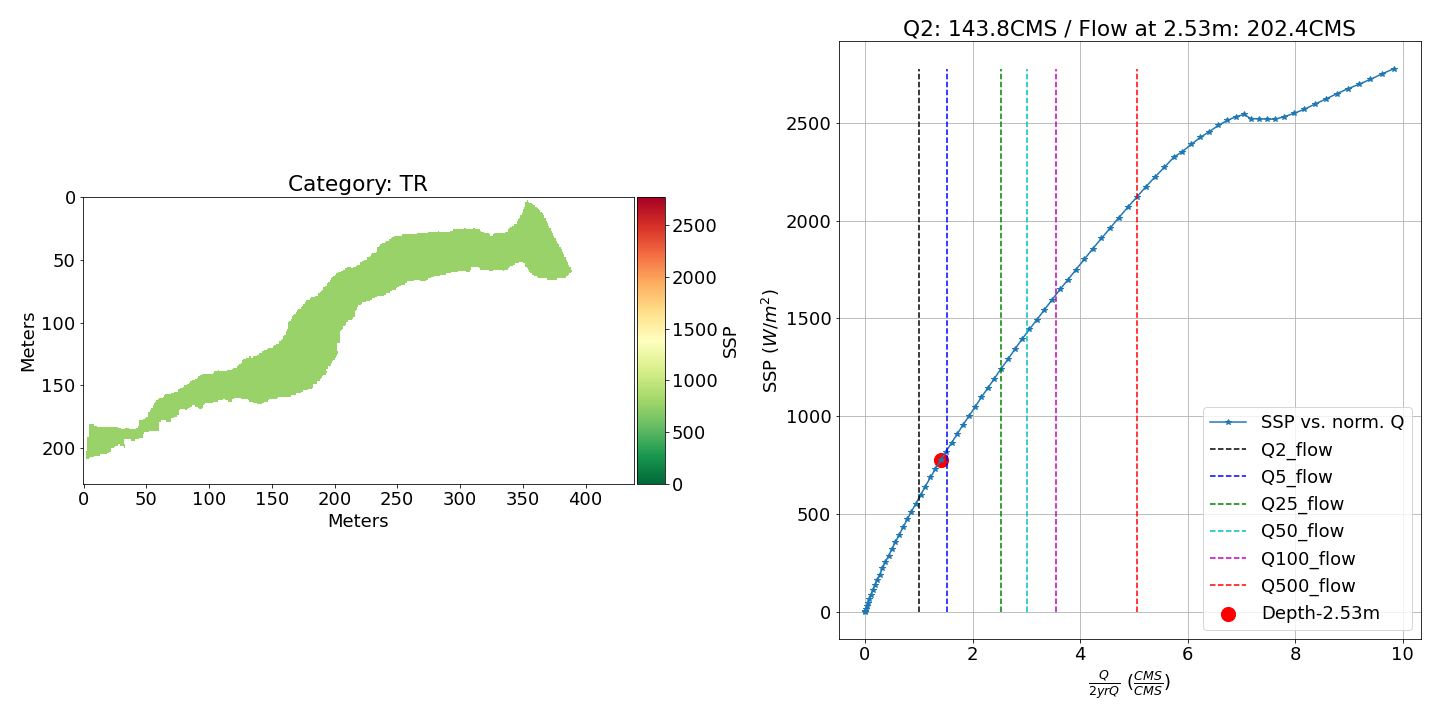 Category: TR
0
50
100
150
200
Meters
0
50
100
150
200
250
300
350
400
Meters
2500
2000
1500
1000
500
0
SSP
Q2: 143.8CMS / Flow at 2.53m: 202.4CMS
2500
2000
1500
1000
500
0
SSP (W/m²)
0
2
4
6
8
10
Q/2yrQ (CMS/CMS)
SSP vs. norm. Q
Q2_flow
Q5_flow
Q25_flow
Q50_flow
Q100_flow
Q500_flow
Depth-2.53m